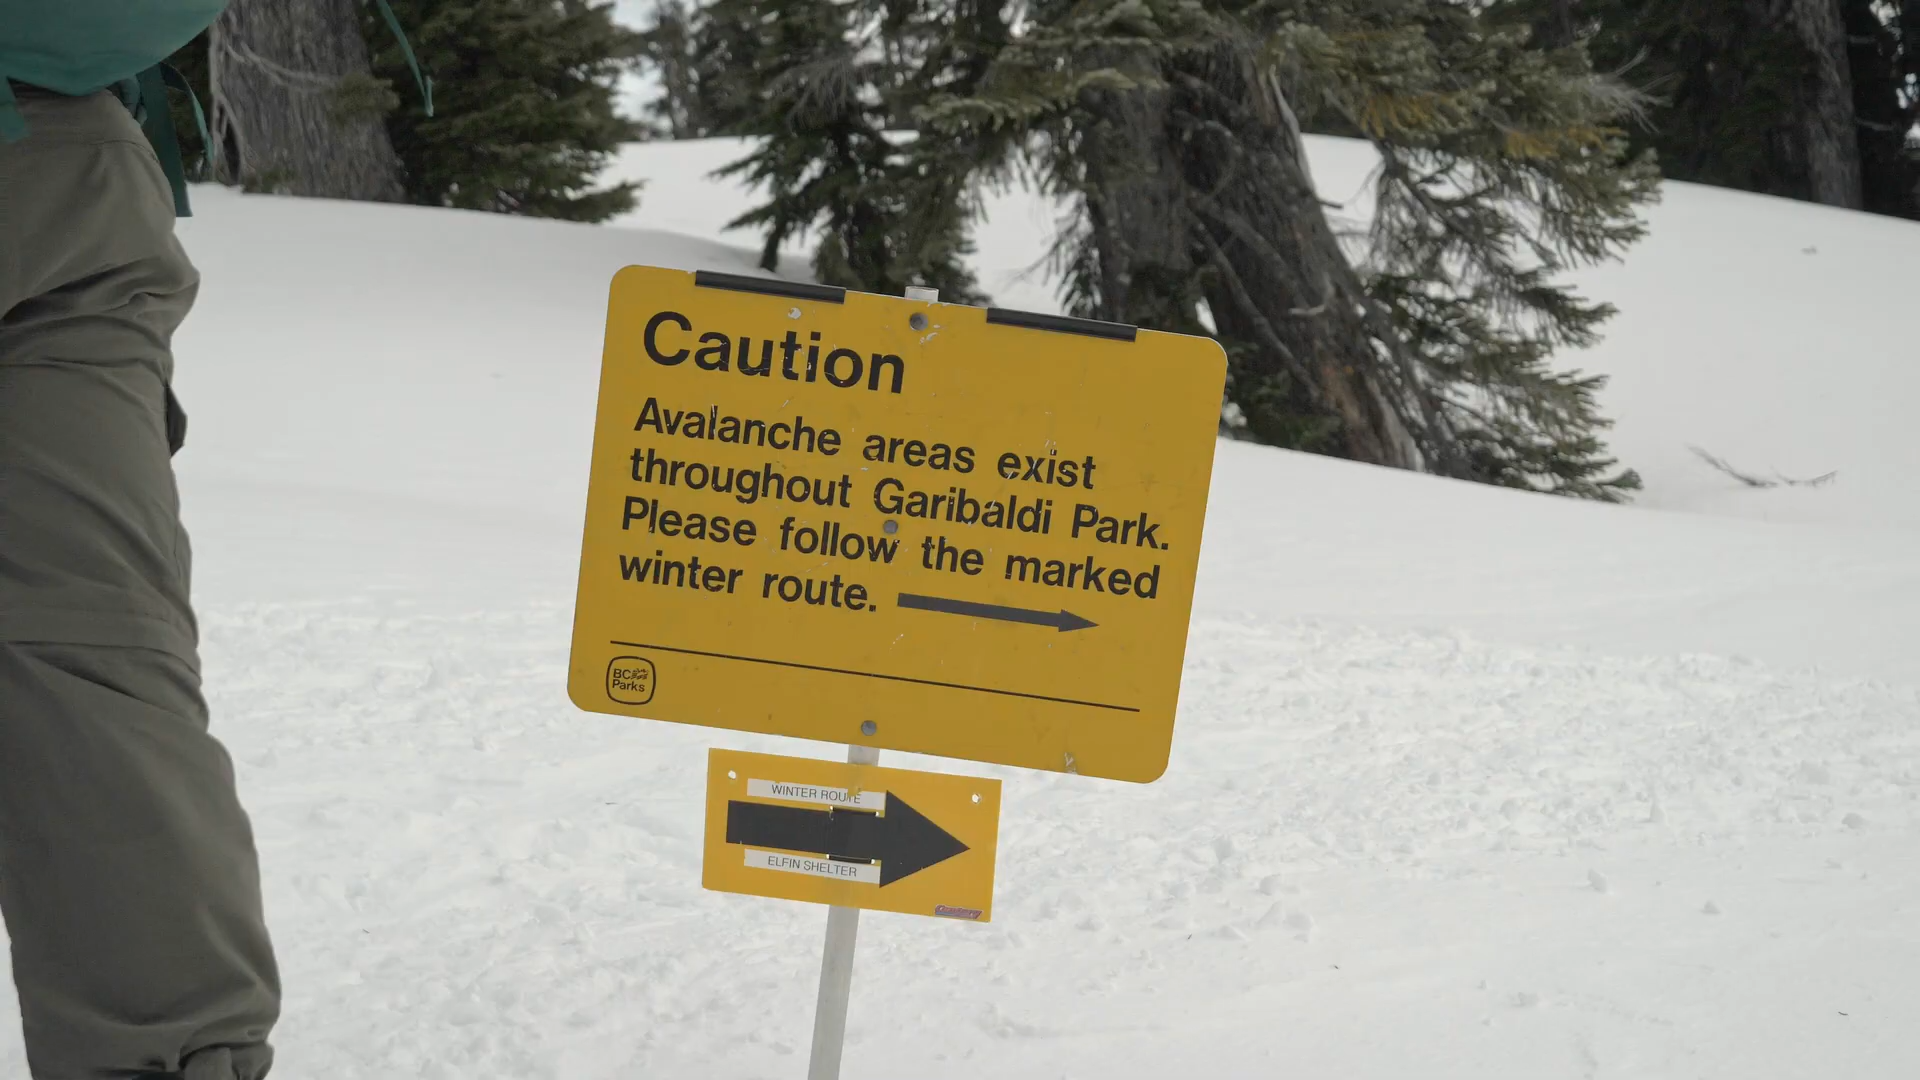 Caution
Avalanche areas exist
throughout Garibaldi Park.
Please follow the marked
winter route.
BC
Parks
WINTER ROUTE
ELFIN SHELTER